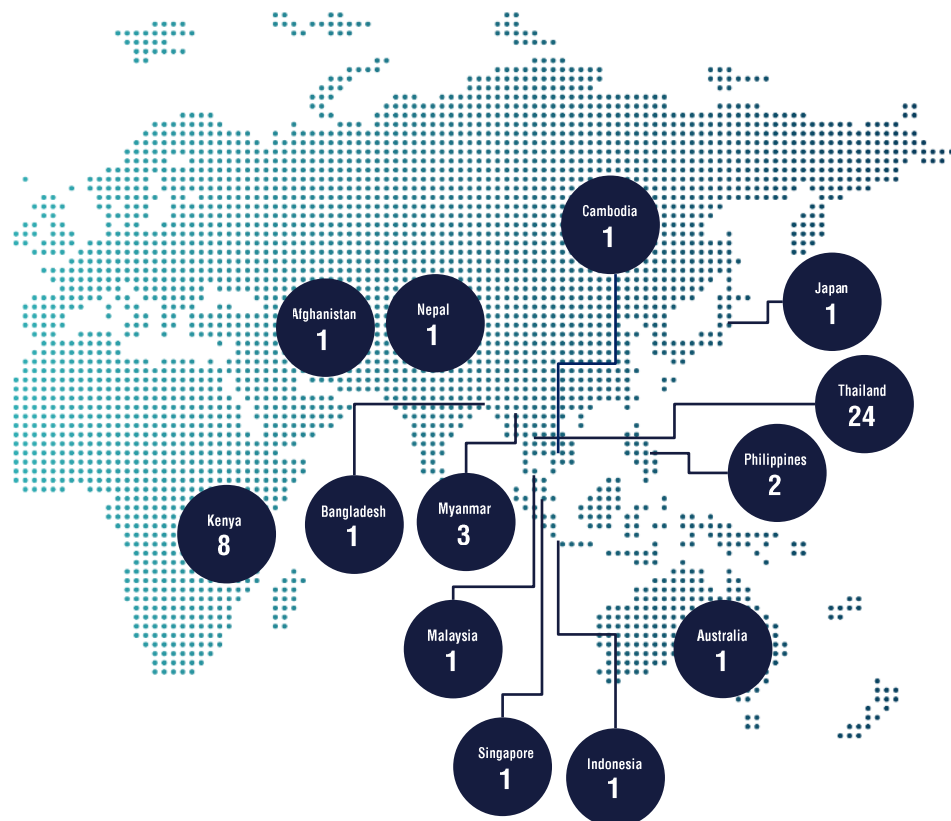 Cambodia
1
Japan
1
Afghanistan
1
Nepal
1
Thailand
24
Philippines
2
Kenya
8
Bangladesh
1
Myanmar
3
Malaysia
1
Australia
1
Singapore
1
Indonesia
1